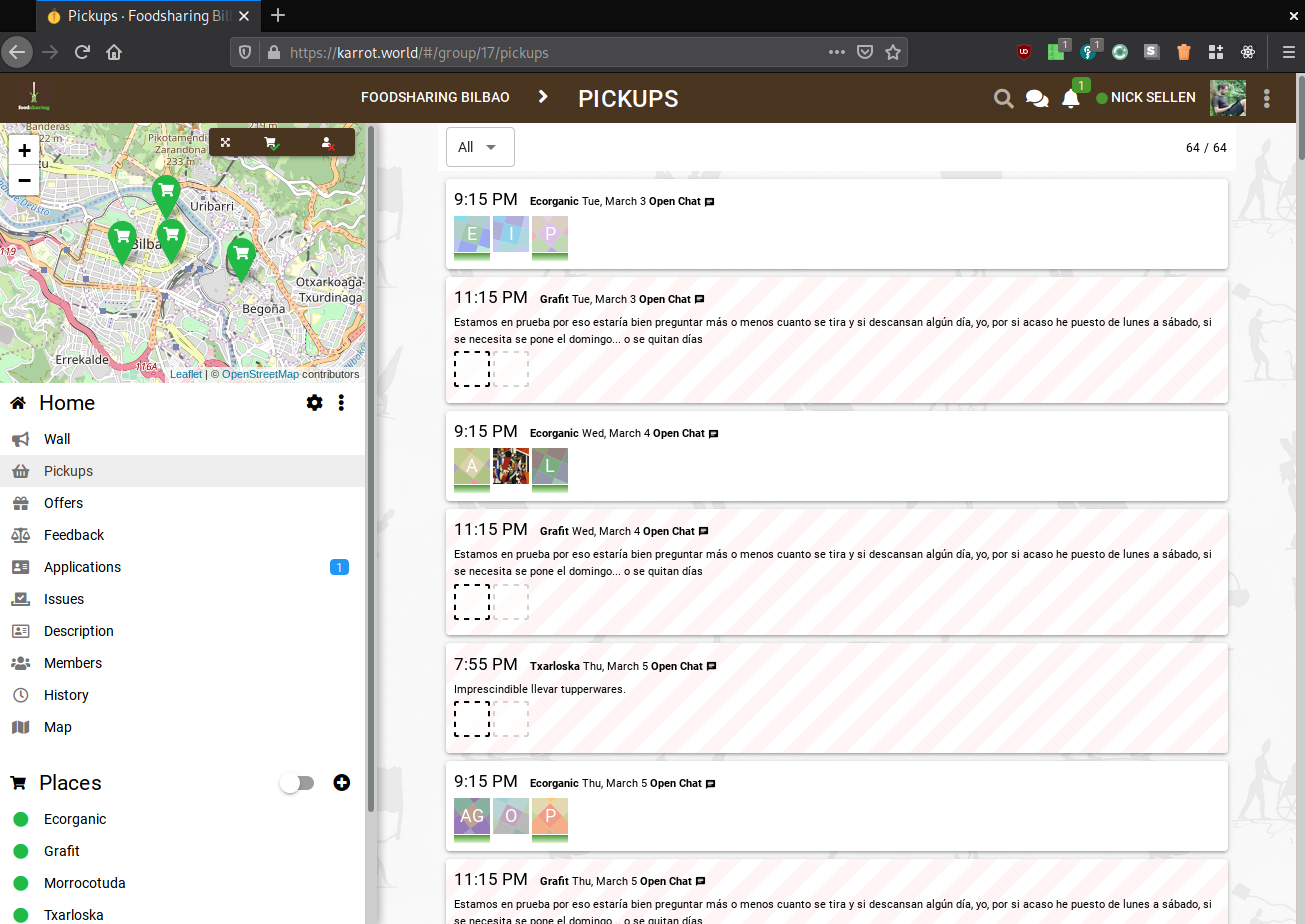 Pickups · Foodsharing Bil
https://karrot.world/#/group/17/pickups
1
1
S
foodsharing
FOODSHARING BILBAO
PICKUPS
1
NICK SELLEN
Banderas
Pikotamendi
Zarandona
233 m
219 m
22 m
+
−
Uribarri
Bilba
119
Otxarkoaga-
Txurdinaga
Begoña
Errekalde
116A
Leaflet | © OpenStreetMap contributors
Home
Wall
Pickups
Offers
Feedback
Applications
1
Issues
Description
Members
History
Map
Places
Ecorganic
Grafit
Morrocotuda
Txarloska
All
64 / 64
9:15 PM Ecorganic Tue, March 3 Open Chat
E I P
11:15 PM Grafit Tue, March 3 Open Chat
Estamos en prueba por eso estaría bien preguntar más o menos cuanto se tira y si descansan algún día, yo, por si acaso he puesto de lunes a sábado, si
se necesita se pone el domingo... o se quitan días
9:15 PM Ecorganic Wed, March 4 Open Chat
A L
11:15 PM Grafit Wed, March 4 Open Chat
Estamos en prueba por eso estaría bien preguntar más o menos cuanto se tira y si descansan algún día, yo, por si acaso he puesto de lunes a sábado, si
se necesita se pone el domingo... o se quitan días
7:55 PM Txarloska Thu, March 5 Open Chat
Imprescindible llevar tupperwares.
9:15 PM Ecorganic Thu, March 5 Open Chat
AG O P
11:15 PM Grafit Thu, March 5 Open Chat
Estamos en prueba por eso estaría bien preguntar más o menos cuanto se tira y si descansan algún día, yo, por si acaso he puesto de lunes a sábado, si
se necesita se pone el domingo... o se quitan días